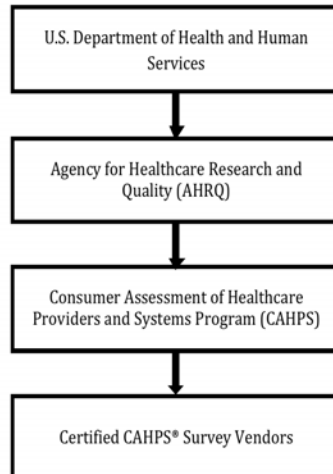 U.S. Department of Health and Human
Services
Agency for Healthcare Research and
Quality (AHRQ)
Consumer Assessment of Healthcare
Providers and Systems Program (CAHPS)
Certified CAHPS® Survey Vendors